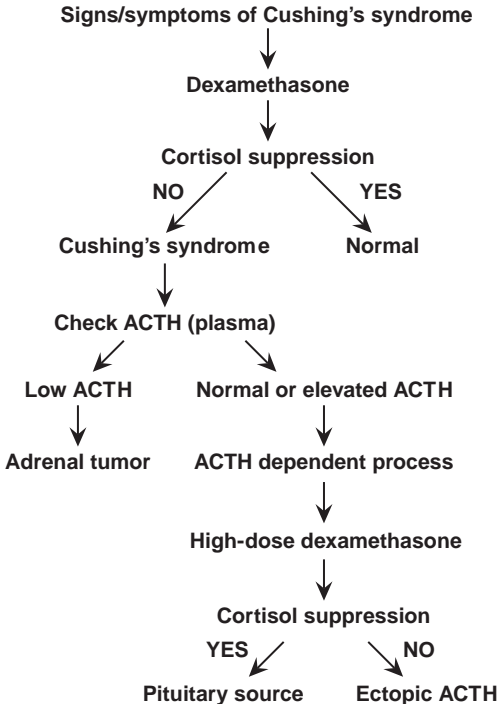 Signs/symptoms of Cushing's syndrome
Dexamethasone
Cortisol suppression
NO YES
Cushing's syndrome Normal
Check ACTH (plasma)
Low ACTH Normal or elevated ACTH
Adrenal tumor ACTH dependent process
High-dose dexamethasone
Cortisol suppression
YES NO
Pituitary source Ectopic ACTH